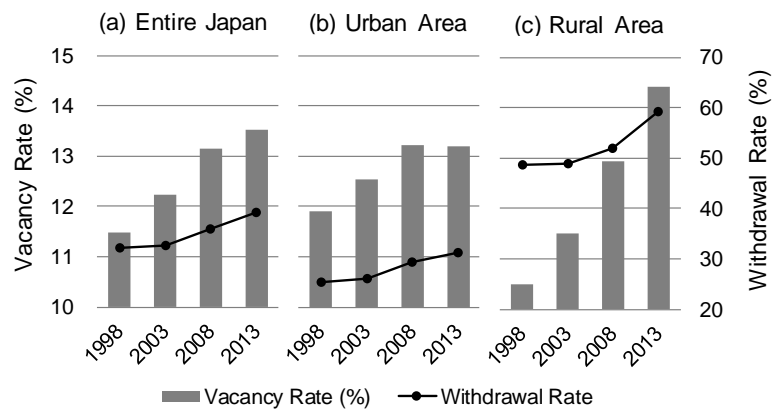 (a) Entire Japan (b) Urban Area (c) Rural Area
Vacancy Rate (%)
15
14
13
12
11
10
70
60
50
40
30
20
Withdrawal Rate (%)
1998 2003 2008 2013 1998 2003 2008 2013 1998 2003 2008 2013
Vacancy Rate (%) Withdrawal Rate